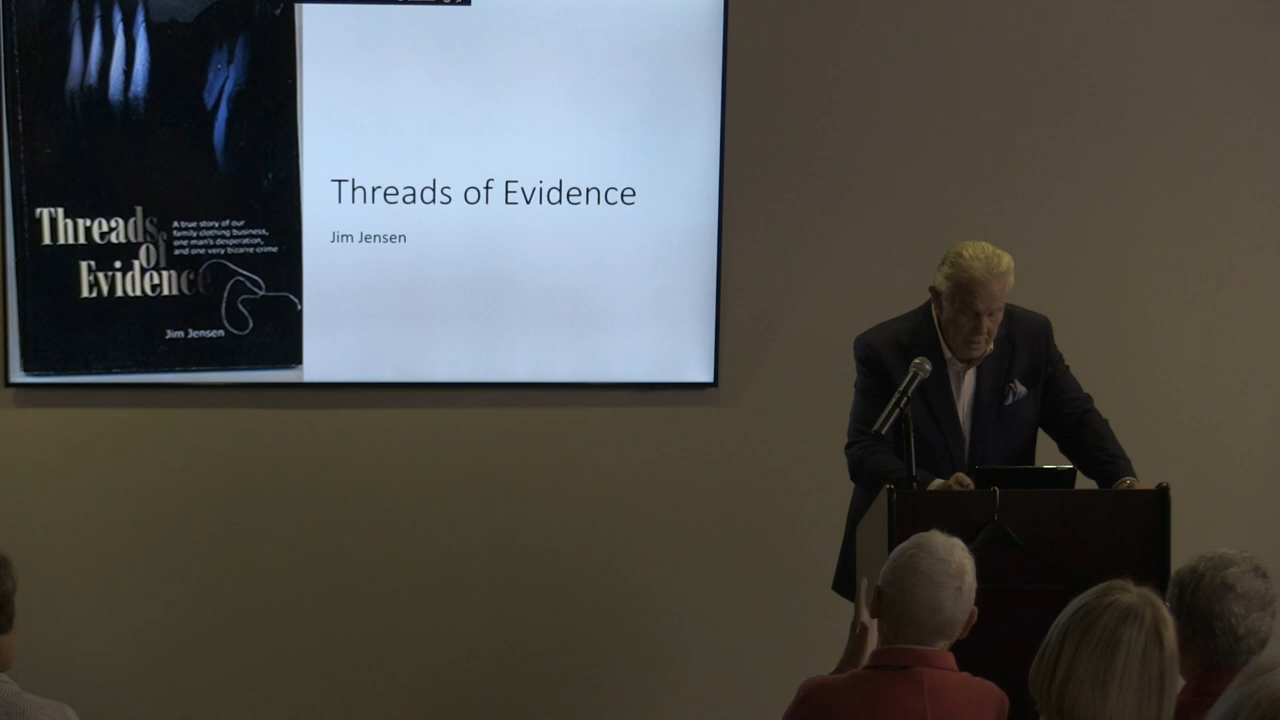 Threads
of
Evidence
A true story of our
family clothing business,
one man's desperation,
and one very bizarre crime
Jim Jensen
Threads of Evidence
Jim Jensen